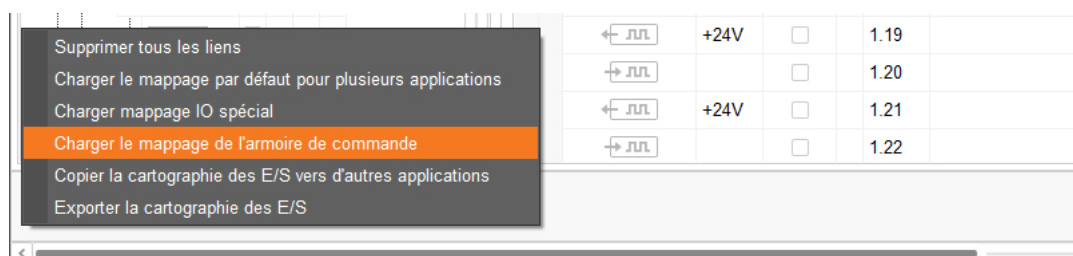 Supprimer tous les liens
Charger le mappage par défaut pour plusieurs applications
Charger mappage IO spécial
Charger le mappage de l'armoire de commande
Copier la cartographie des E/S vers d'autres applications
Exporter la cartographie des E/S
+24V 1.19
1.20
+24V 1.21
1.22